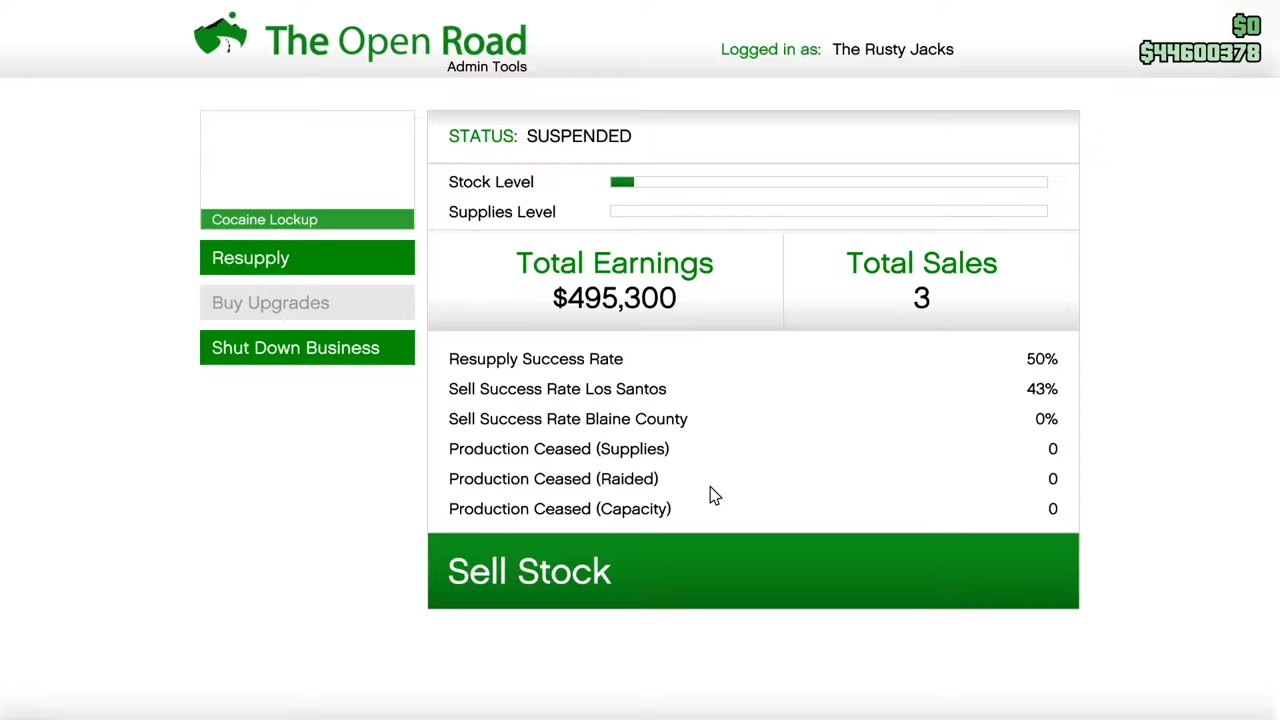 The Open Road
Admin Tools
Logged in as: The Rusty Jacks
$0
$44600378
Cocaine Lockup
Resupply
Buy Upgrades
Shut Down Business
STATUS: SUSPENDED
Stock Level
Supplies Level
Total Earnings
$495,300
Total Sales
3
Resupply Success Rate 50%
Sell Success Rate Los Santos 43%
Sell Success Rate Blaine County 0%
Production Ceased (Supplies) 0
Production Ceased (Raided) 0
Production Ceased (Capacity) 0
Sell Stock